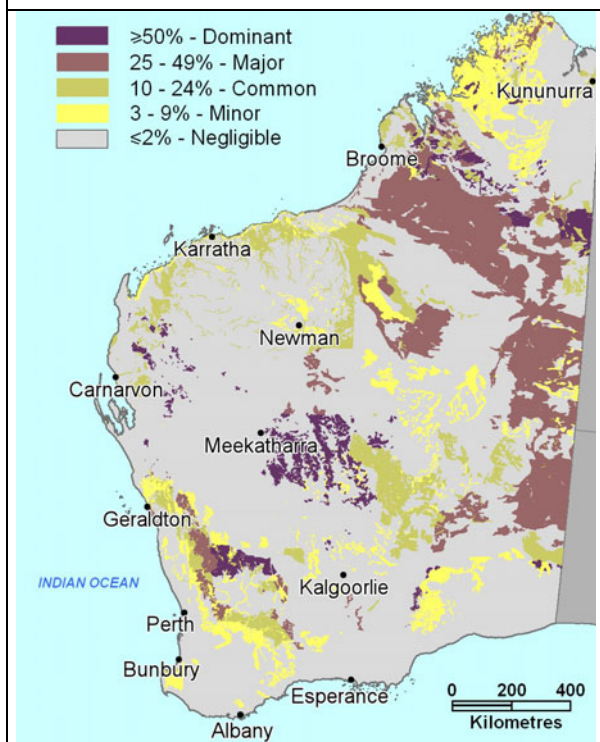 ≥50% - Dominant
25 - 49% - Major
10 - 24% - Common
3 - 9% - Minor
≤2% - Negligible
Kununurra
Broome
Karratha
Newman
Carnarvon
Meekatharra
Geraldton
INDIAN OCEAN
Kalgoorlie
Perth
Bunbury
Esperance
Albany
0 200 400
Kilometres